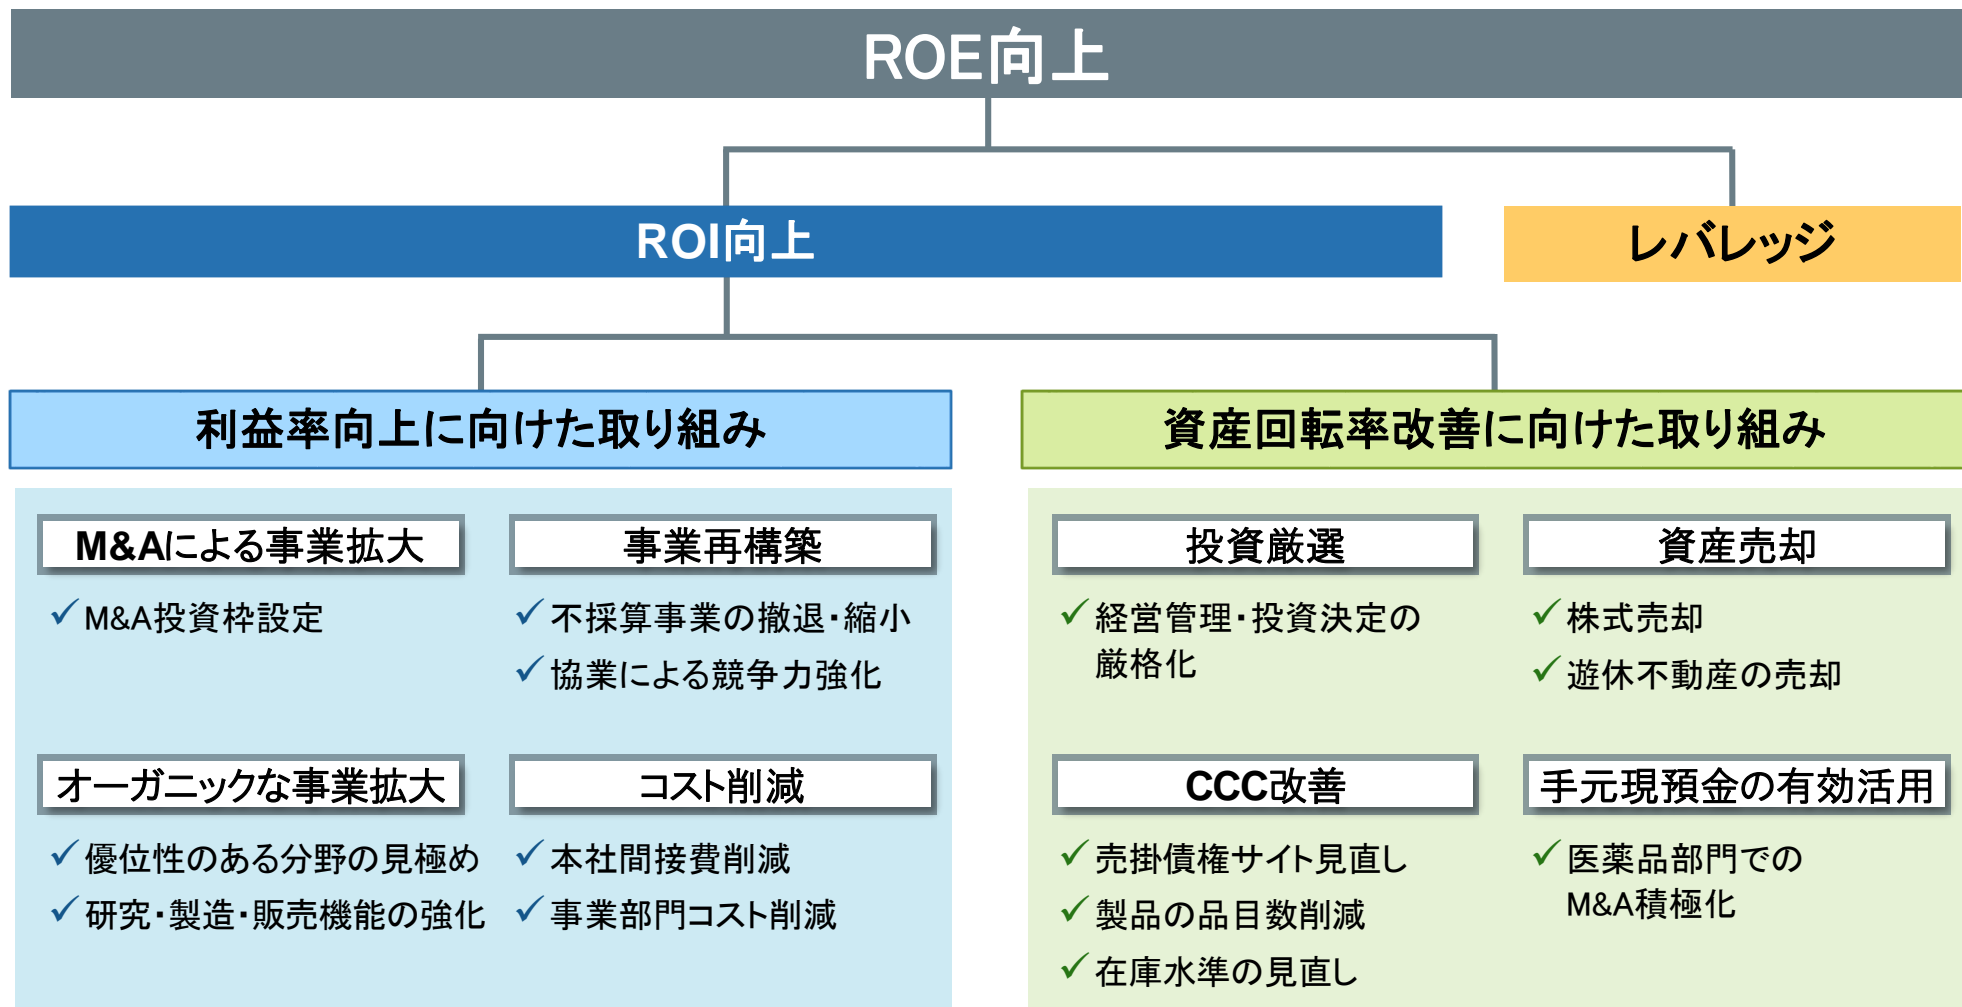 ROE向上
ROI向上
レバレッジ
利益率向上に向けた取り組み
資産回転率改善に向けた取り組み
M&Aによる事業拡大
✓M&A投資枠設定
事業再構築
✓不採算事業の撤退・縮小
✓協業による競争力強化
オーガニックな事業拡大
✓優位性のある分野の見極め
✓研究・製造・販売機能の強化
コスト削減
✓本社間接費削減
✓事業部門コスト削減
投資厳選
✓経営管理・投資決定の
厳格化
資産売却
✓株式売却
✓遊休不動産の売却
CCC改善
✓売掛債権サイト見直し
✓製品の品目数削減
✓在庫水準の見直し
手元現預金の有効活用
✓医薬品部門での
M&A積極化